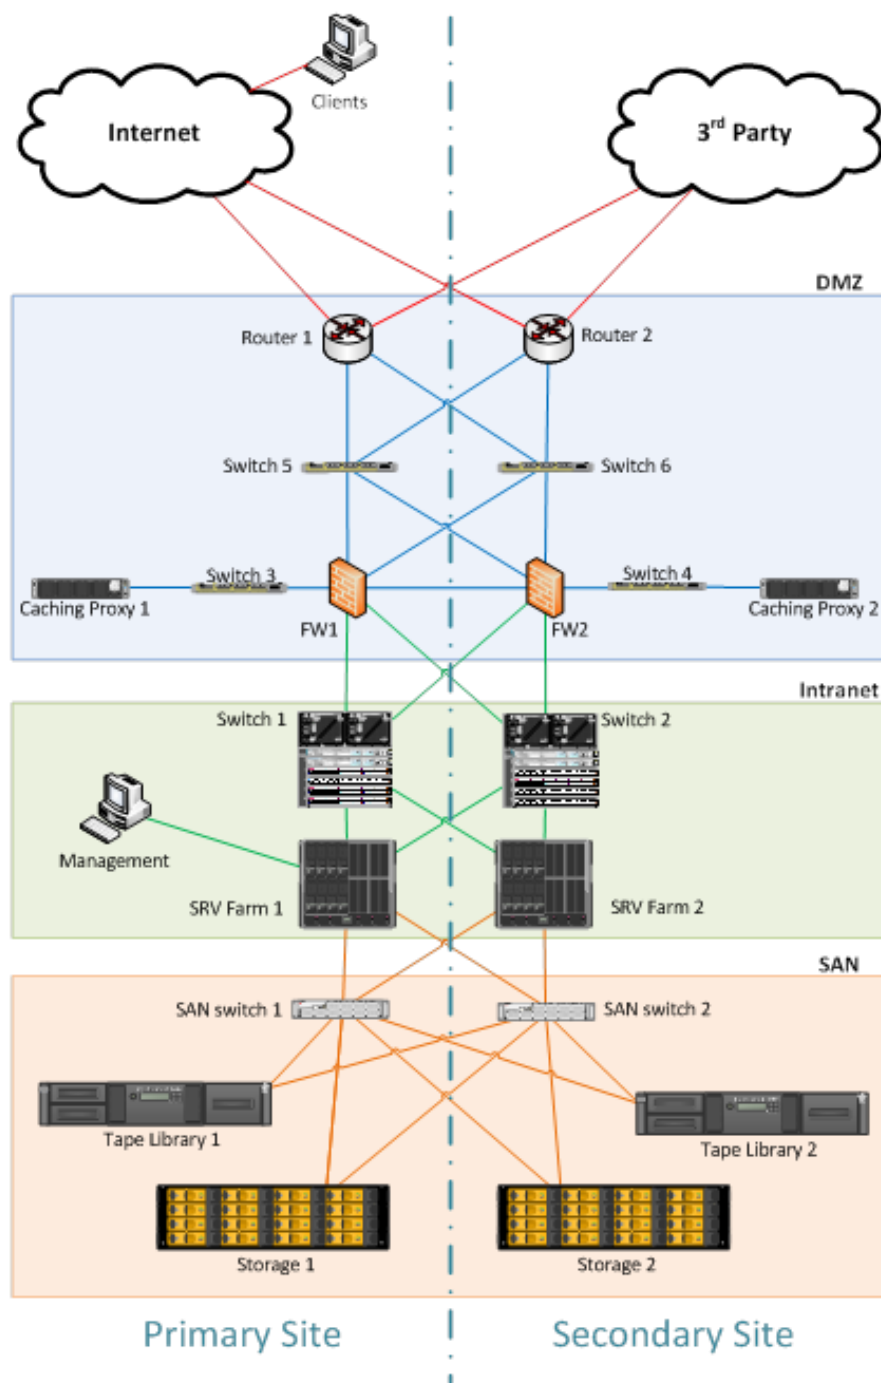 Clients
Internet
3rd Party
DMZ
Router 1
Router 2
Switch 5
Switch 6
Switch 3
Switch 4
Caching Proxy 1
Caching Proxy 2
FW1
FW2
Intranet
Switch 1
Switch 2
Management
SRV Farm 1
SRV Farm 2
SAN
SAN switch 1
SAN switch 2
Tape Library 1
Tape Library 2
Storage 1
Storage 2
Primary Site
Secondary Site